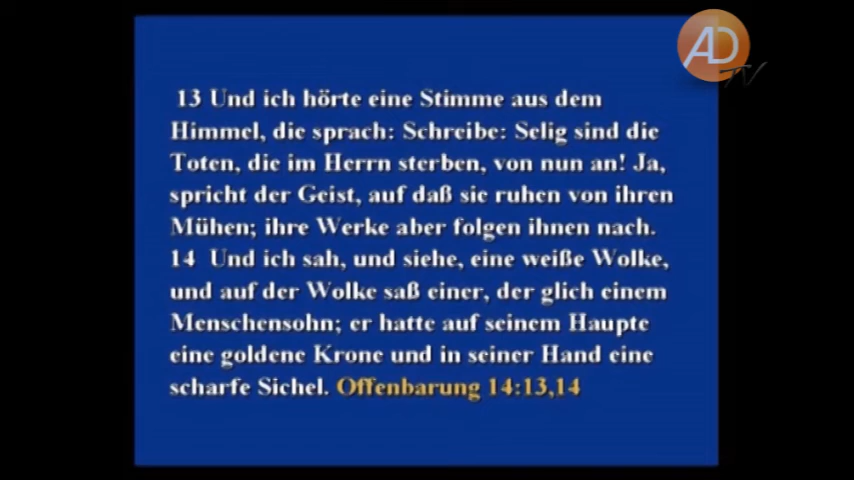 AD
TV
13 Und ich hörte eine Stimme aus dem
Himmel, die sprach: Schreibe: Selig sind die
Toten, die im Herrn sterben, von nun an! Ja,
spricht der Geist, auf daß sie ruhen von ihren
Mühen; ihre Werke aber folgen ihnen nach.
14 Und ich sah, und siehe, eine weiße Wolke,
und auf der Wolke saß einer, der glich einem
Menschensohn; er hatte auf seinem Haupte
eine goldene Krone und in seiner Hand eine
scharfe Sichel. Offenbarung 14:13,14